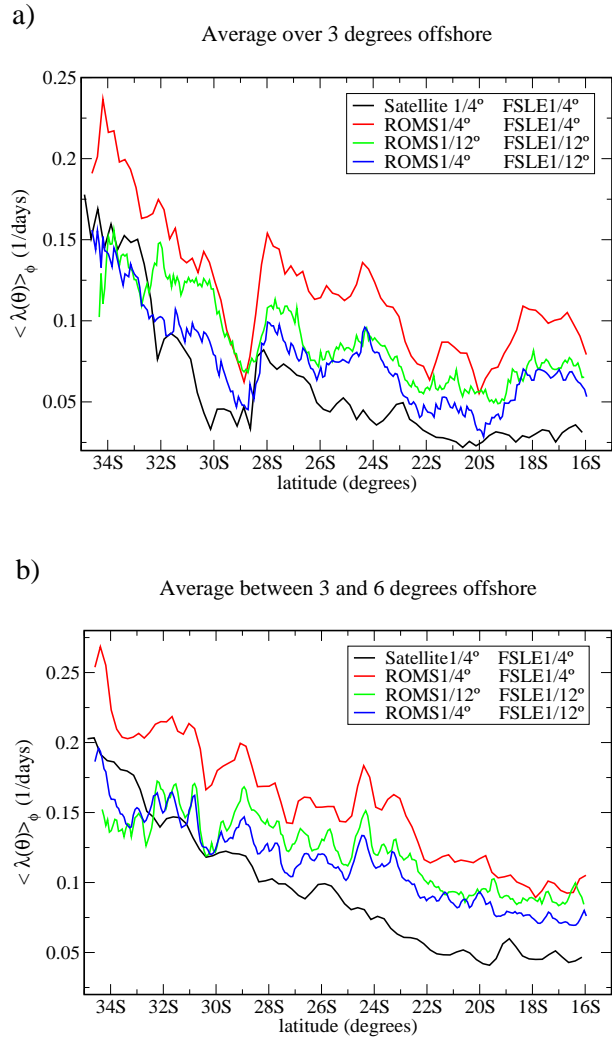 a)
Average over 3 degrees offshore
0.25
0.2
0.15
0.1
0.05
< λ(θ)>ϕ (1/days)
Satellite 1/4º FSLE1/4º
ROMS1/4º FSLE1/4º
ROMS1/12º FSLE1/12º
ROMS1/4º FSLE1/12º
34S 32S 30S 28S 26S 24S 22S 20S 18S 16S
latitude (degrees)
b)
Average between 3 and 6 degrees offshore
0.25
0.2
0.15
0.1
0.05
< λ(θ)>ϕ (1/days)
Satellite1/4º FSLE1/4º
ROMS1/4º FSLE1/4º
ROMS1/12º FSLE1/12º
ROMS1/4º FSLE1/12º
34S 32S 30S 28S 26S 24S 22S 20S 18S 16S
latitude (degrees)